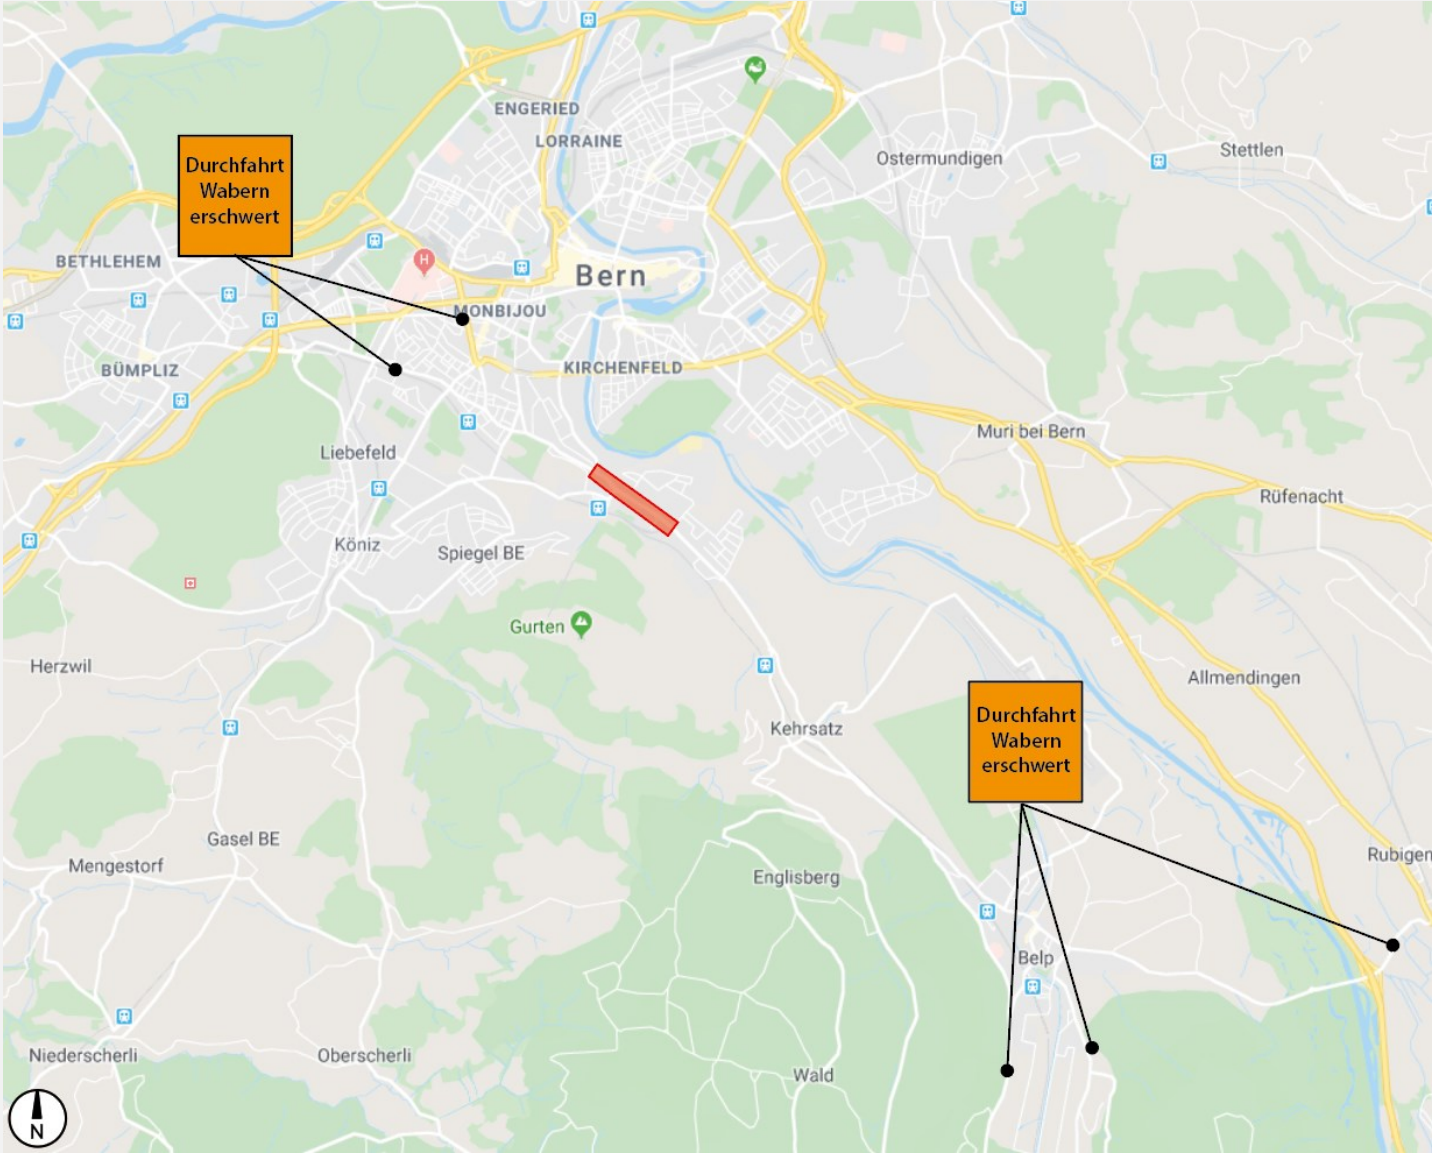 ENGERIED
LORRAINE
Ostermundigen
Stettlen
Durchfahrt
Wabern
erschwert
BETHLEHEM
H
Bern
MONBIJOU
BÜMPLIZ
KIRCHENFELD
Muri bei Bern
Liebefeld
Rüfenacht
Köniz
Spiegel BE
Gurten
Herzwil
Allmendingen
Durchfahrt
Wabern
erschwert
Kehrsatz
Gasel BE
Mengestorf
Rubigen
Englisberg
Belp
Niederscherli
Oberscherli
Wald
N